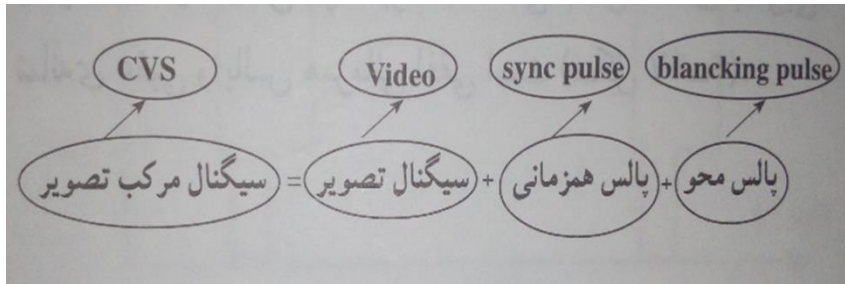 CVS Video sync pulse blancking pulse
سیگنال مرکب تصویر = سیگنال تصویر + پالس همزمانی + پالس محو